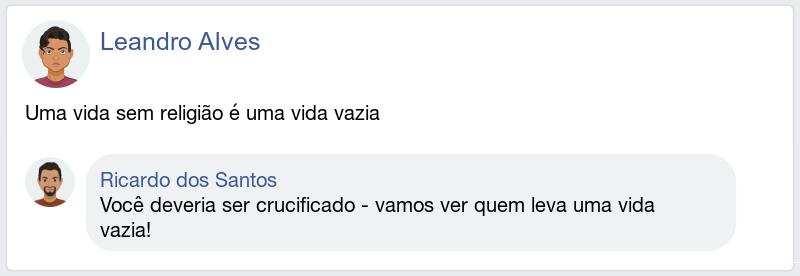 Leandro Alves
Uma vida sem religião é uma vida vazia
Ricardo dos Santos
Você deveria ser crucificado - vamos ver quem leva uma vida
vazia!